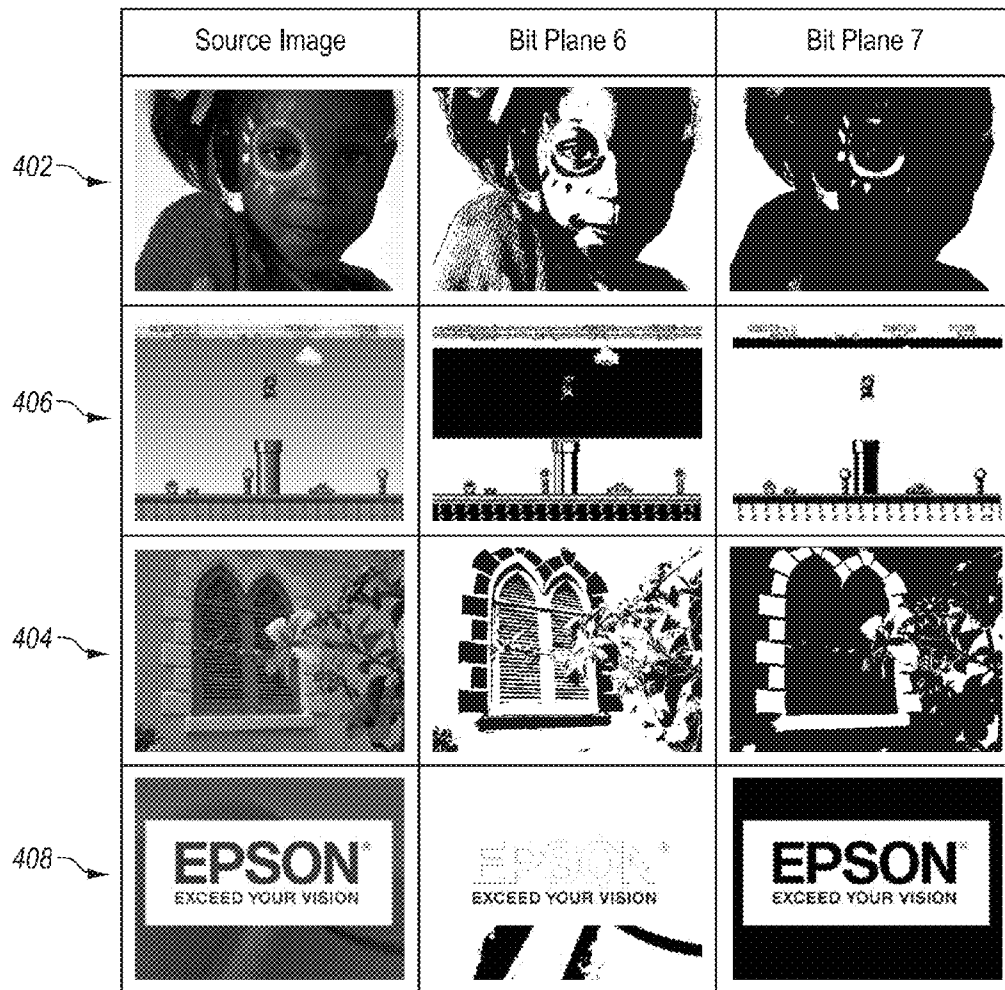 Source Image Bit Plane 6 Bit Plane 7
402
406
404
408
EPSON® EPSON® EPSON®
EXCEED YOUR VISION EXCEED YOUR VISION EXCEED YOUR VISION